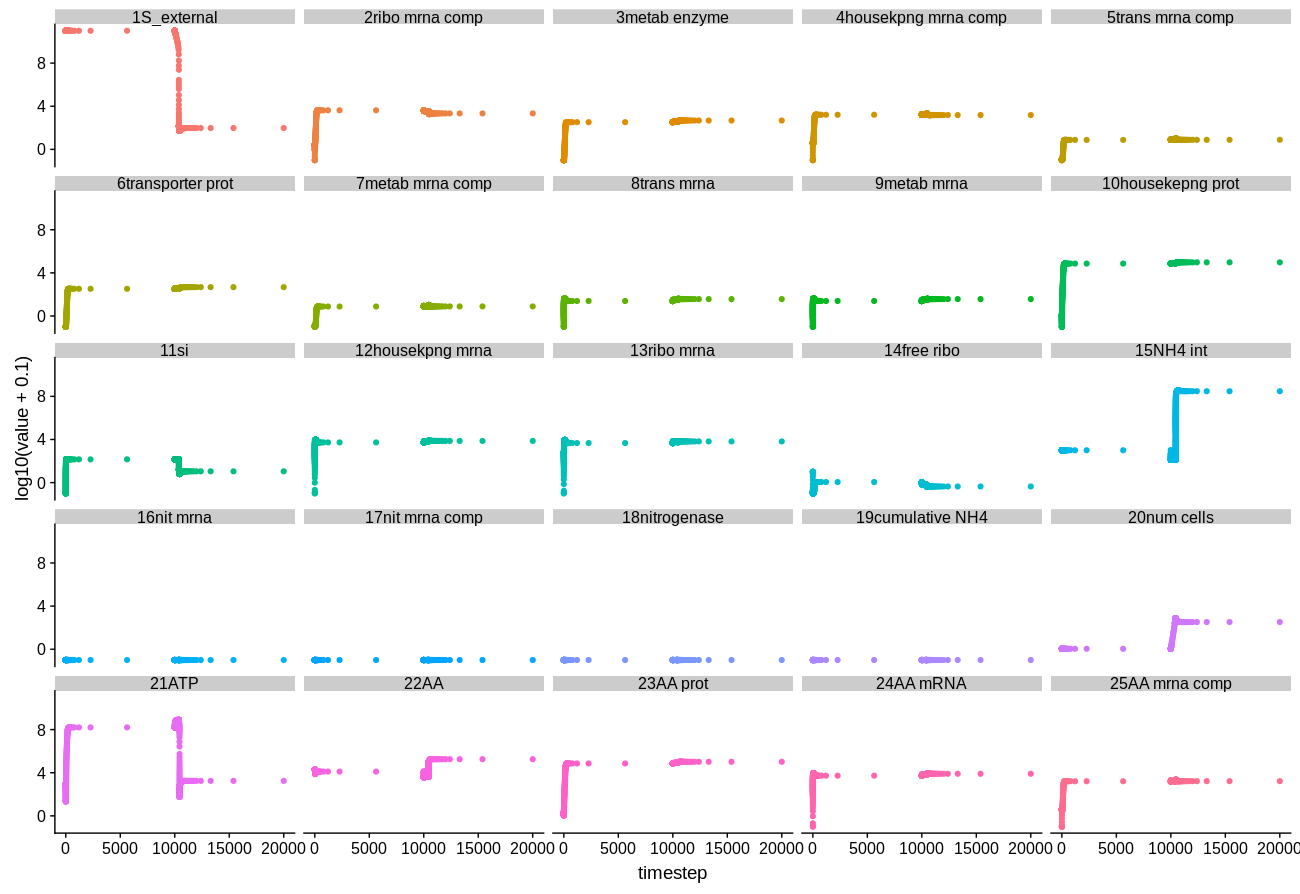 1S_external 2ribo mrna comp 3metab enzyme 4housekpng mrna comp 5trans mrna comp
8
4
0
6transporter prot 7metab mrna comp 8trans mrna 9metab mrna 10housekepng prot
8
4
0
11si 12housekpng mrna 13ribo mrna 14free ribo 15NH4 int
8
4
0
16nit mrna 17nit mrna comp 18nitrogenase 19cumulative NH4 20num cells
8
4
0
21ATP 22AA 23AA prot 24AA mRNA 25AA mrna comp
8
4
0
log10(value + 0.1)
0 5000 10000 15000 20000 0 5000 10000 15000 20000 0 5000 10000 15000 20000 0 5000 10000 15000 20000 0 5000 10000 15000 20000
timestep